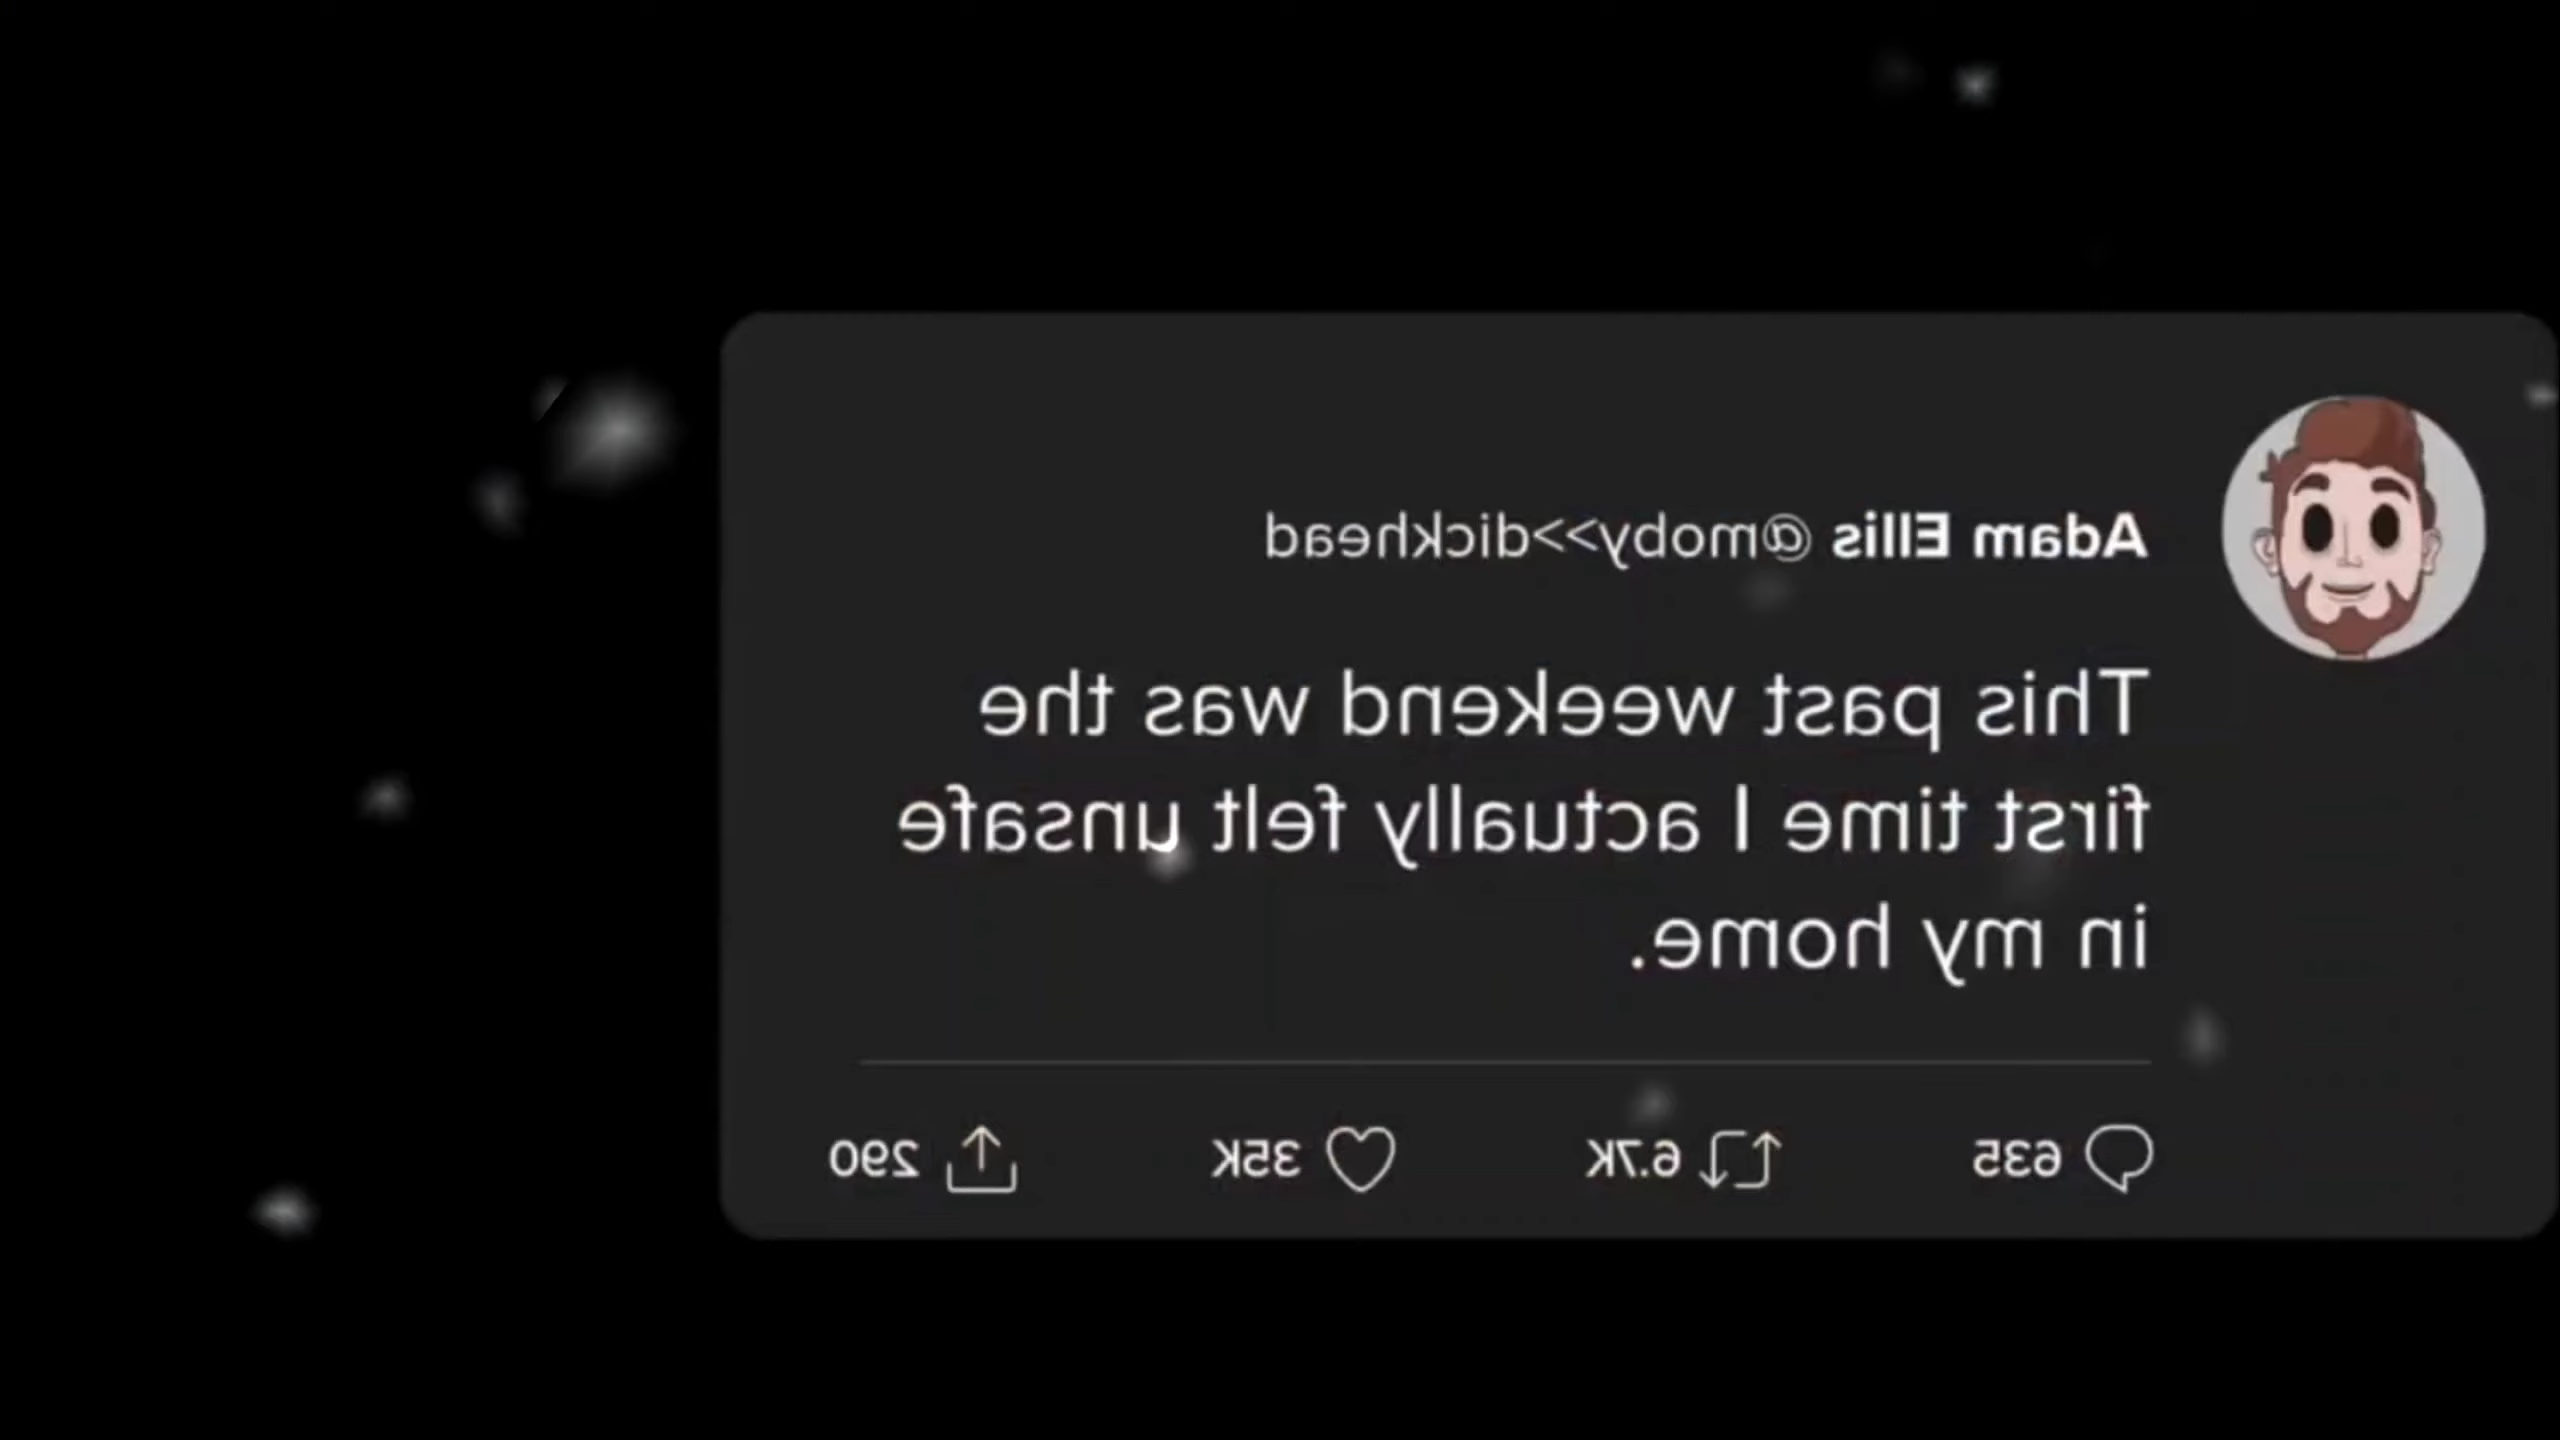 Adam Ellis @moby>>dickhead
This past weekend was the
first time I actually felt unsafe
in my home.
635 6.7K 35K 290